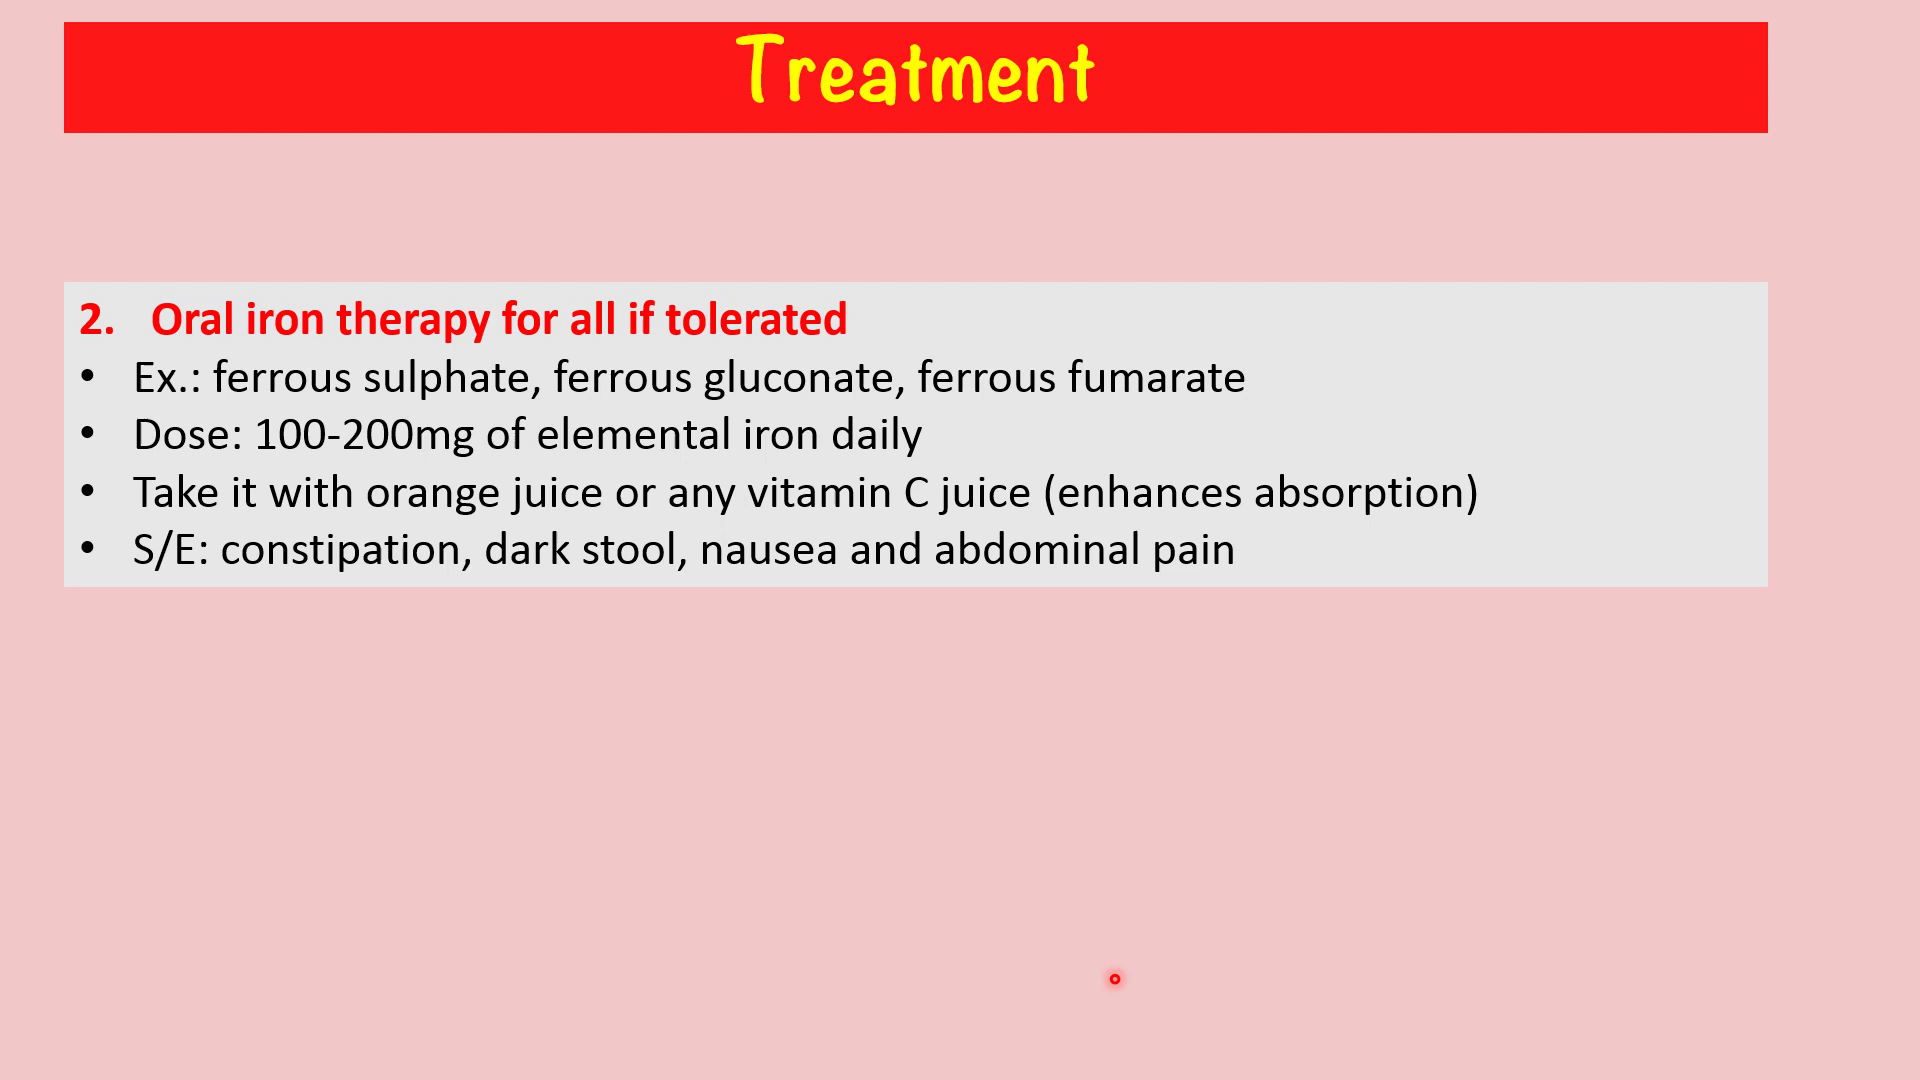 Treatment
2. Oral iron therapy for all if tolerated
• Ex.: ferrous sulphate, ferrous gluconate, ferrous fumarate
• Dose: 100-200mg of elemental iron daily
• Take it with orange juice or any vitamin C juice (enhances absorption)
• S/E: constipation, dark stool, nausea and abdominal pain